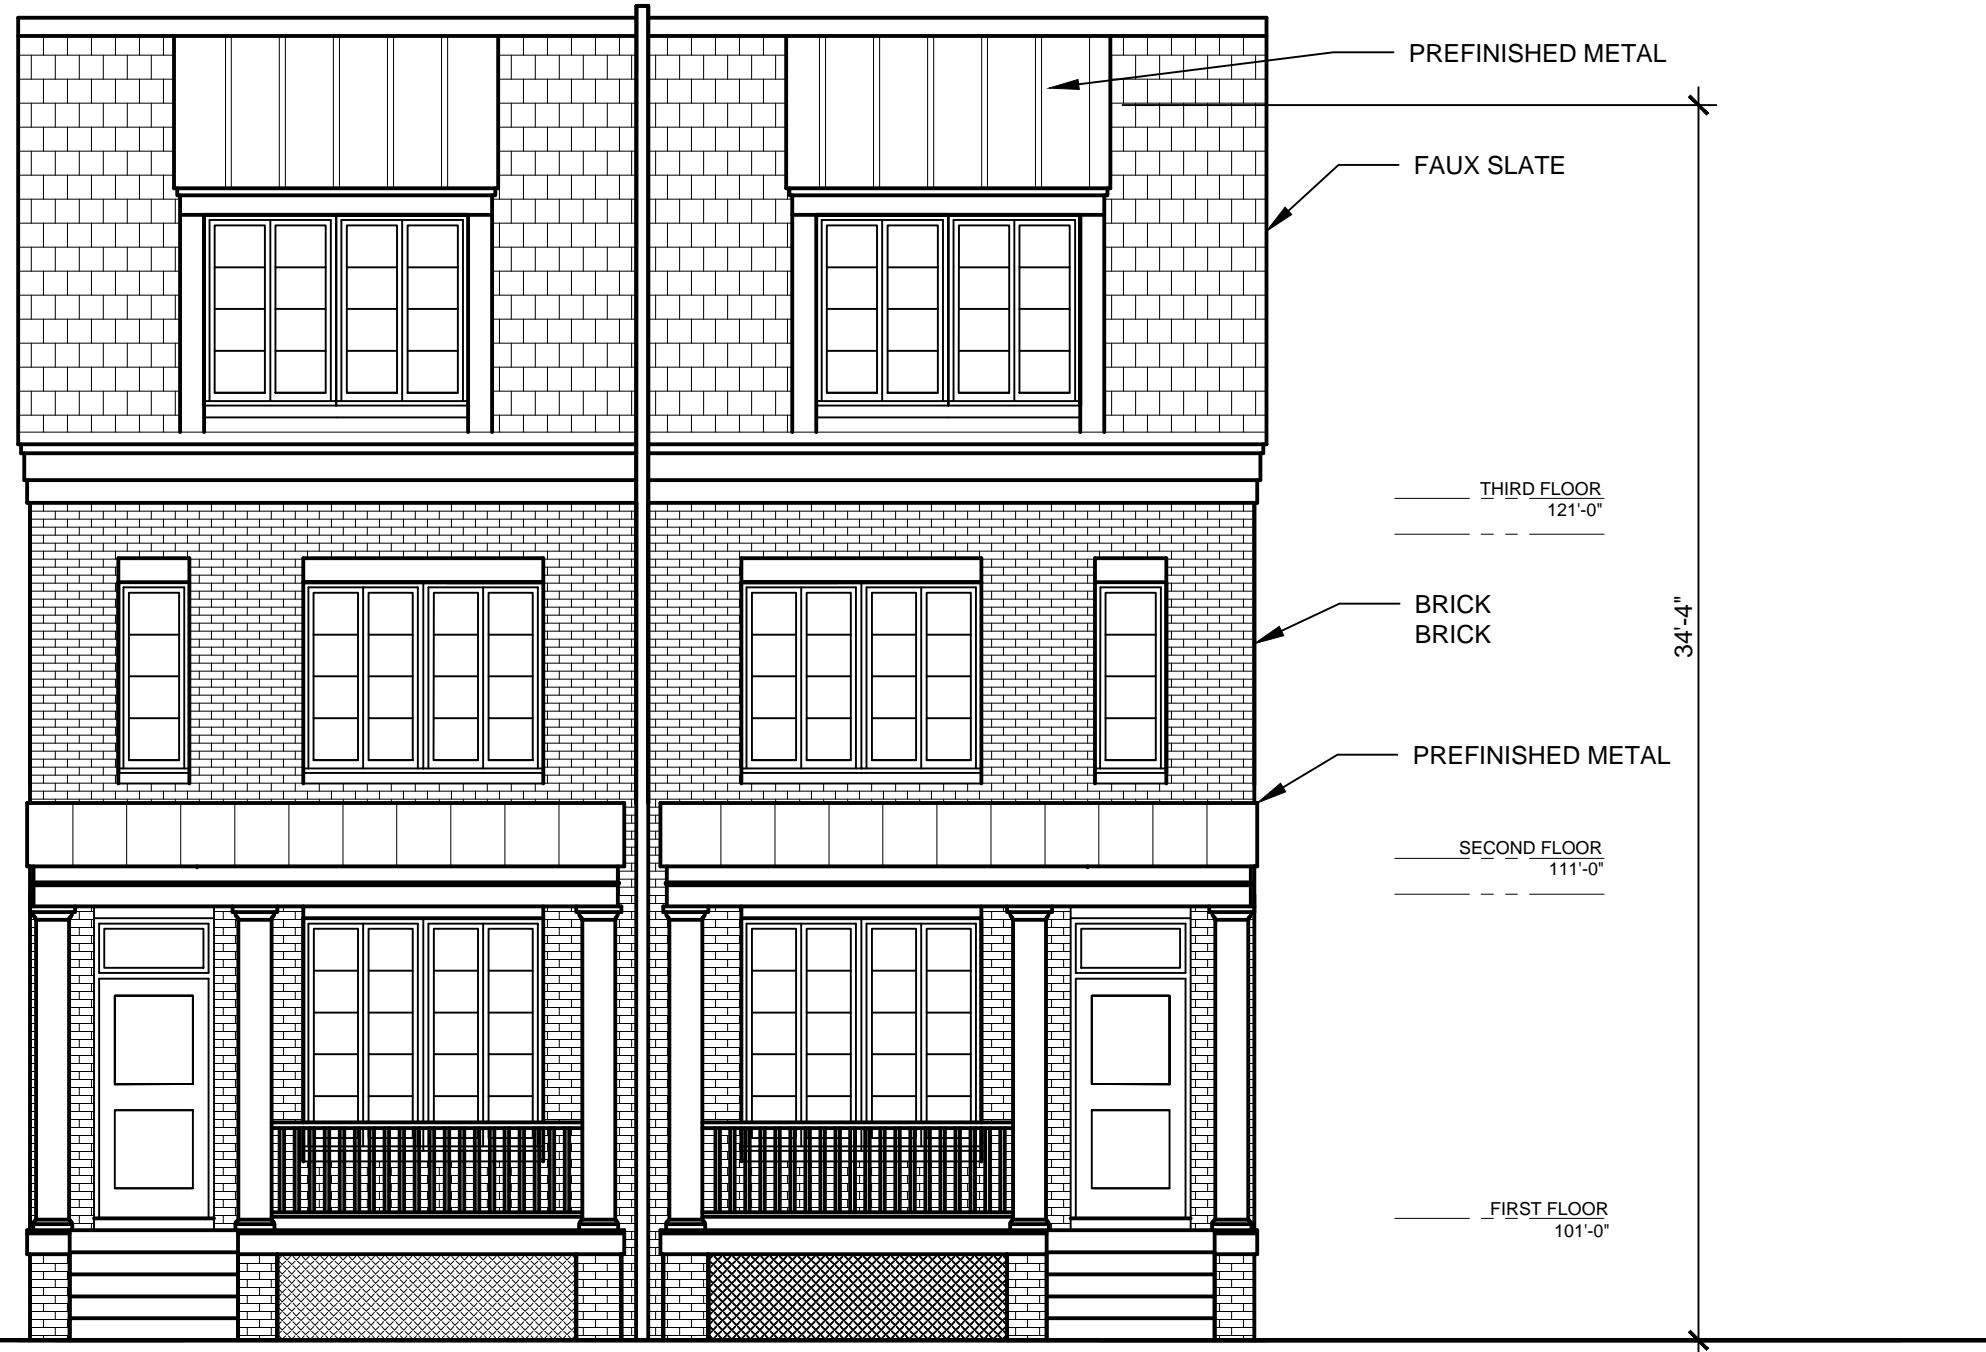 PREFINISHED METAL
FAUX SLATE
THIRD FLOOR
121'-0"
BRICK
BRICK
34'-4"
PREFINISHED METAL
SECOND FLOOR
111'-0"
FIRST FLOOR
101'-0"